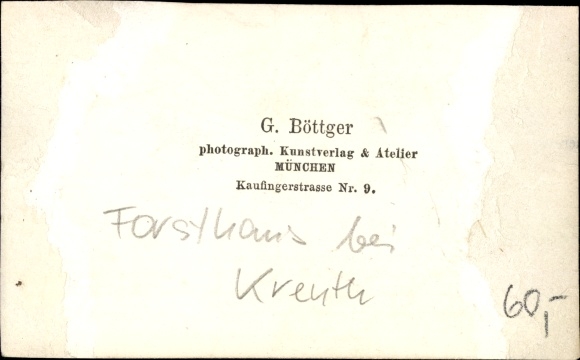 G. Böttger
photograph. Kunstverlag & Atelier
MÜNCHEN
Kaufingerstrasse Nr. 9.
Forsthaus bei
Kreuth
60,-